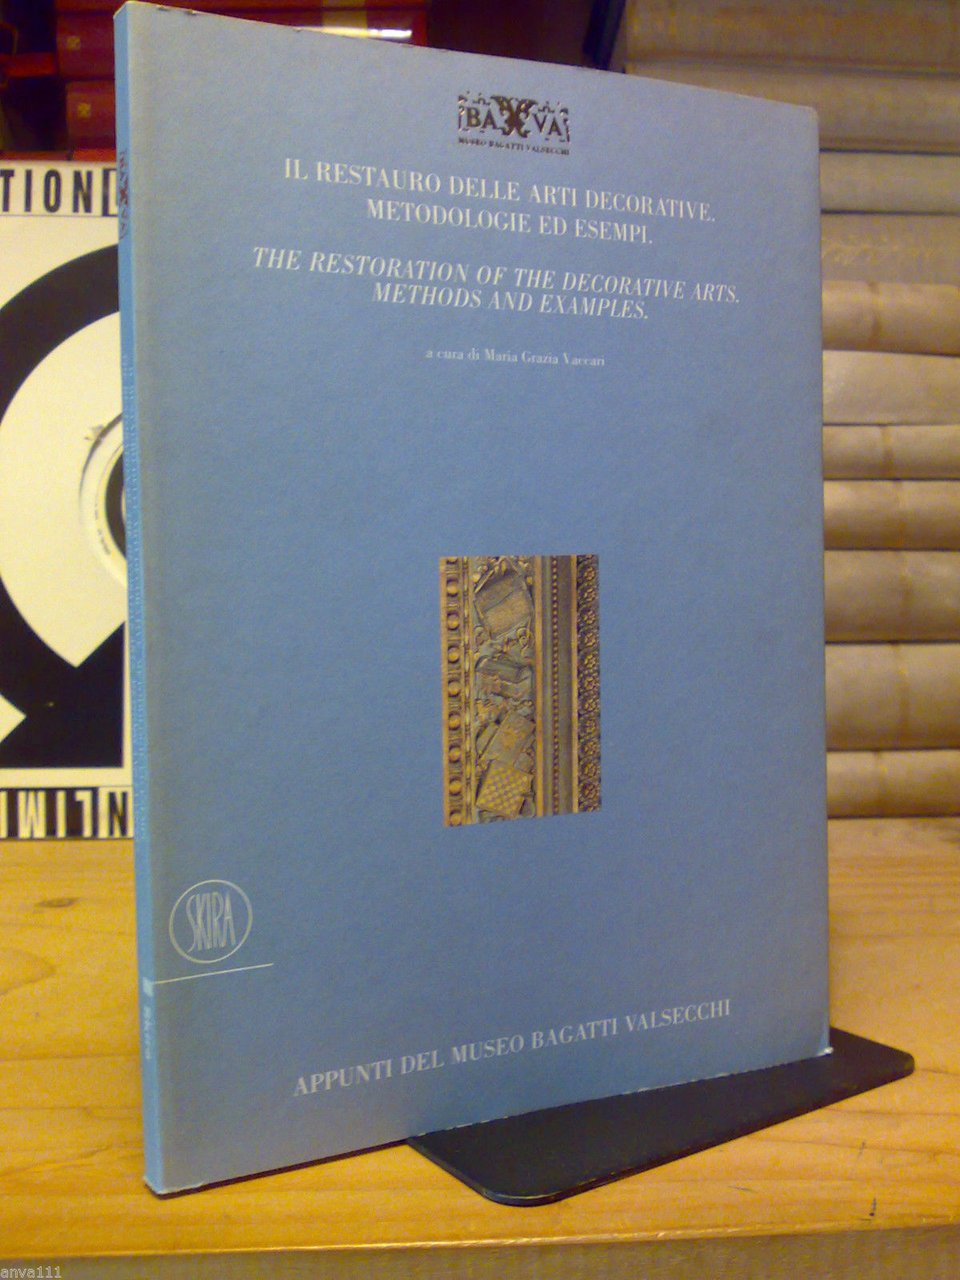 BA VA
MUSEO BAGATTI VALSECCHI
IL RESTAURO DELLE ARTI DECORATIVE.
METODOLOGIE ED ESEMPI.
THE RESTORATION OF THE DECORATIVE ARTS.
METHODS AND EXAMPLES.
a cura di Maria Grazia Vaccari
SKIRA
APPUNTI DEL MUSEO BAGATTI VALSECCHI
TION
NLIMI
anva111